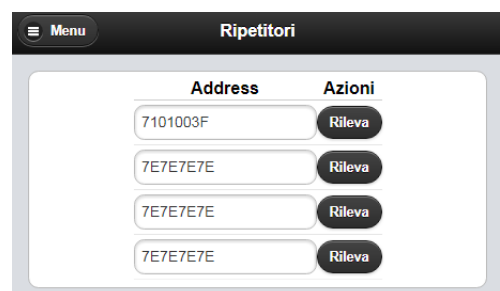 Menu Ripetitori
Address Azioni
7101003F Rileva
7E7E7E7E Rileva
7E7E7E7E Rileva
7E7E7E7E Rileva